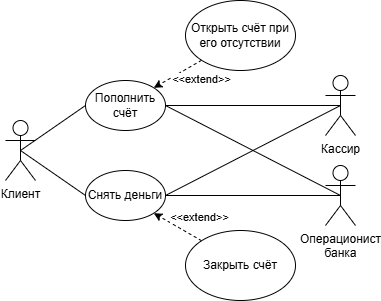 Открыть счёт при
его отсутствии
<<extend>>
Пополнить
счёт
Кассир
Клиент
Снять деньги
<<extend>>
Операционист
банка
Закрыть счёт